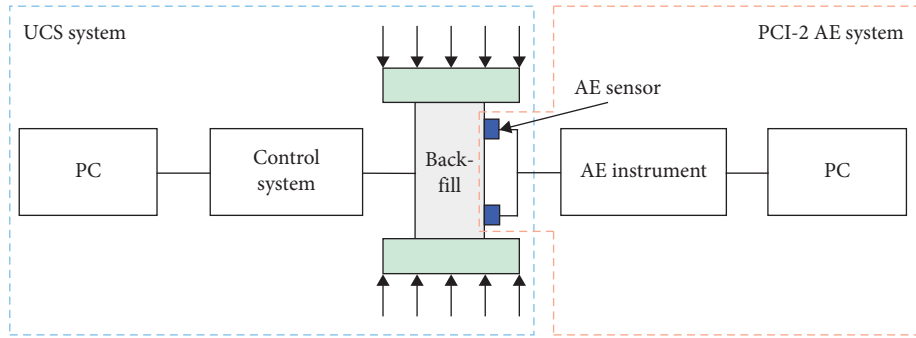 UCS system
PCI-2 AE system
AE sensor
PC
Control
system
Back-
fill
AE instrument
PC